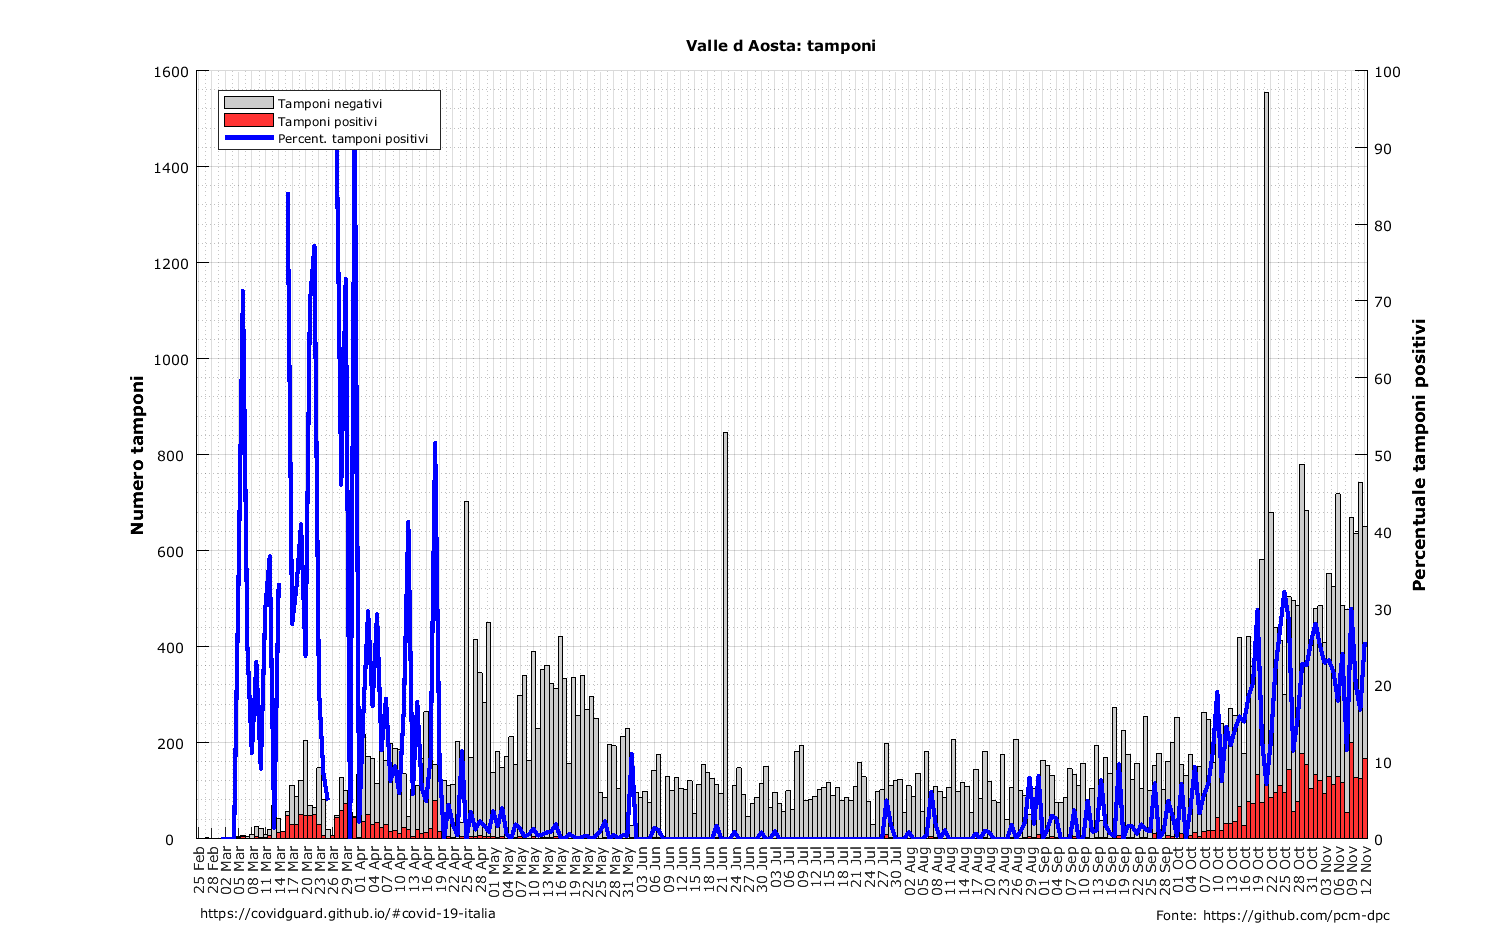 Valle d Aosta: tamponi
1600
1400
1200
1000
800
600
400
200
0
Numero tamponi
Tamponi negativi
Tamponi positivi
Percent. tamponi positivi
100
90
80
70
60
50
40
30
20
10
0
Percentuale tamponi positivi
25 Feb
28 Feb
02 Mar
05 Mar
08 Mar
11 Mar
14 Mar
17 Mar
20 Mar
23 Mar
26 Mar
29 Mar
01 Apr
04 Apr
07 Apr
10 Apr
13 Apr
16 Apr
19 Apr
22 Apr
25 Apr
28 Apr
01 May
04 May
07 May
10 May
13 May
16 May
19 May
22 May
25 May
28 May
31 May
03 Jun
06 Jun
09 Jun
12 Jun
15 Jun
18 Jun
21 Jun
24 Jun
27 Jun
30 Jun
03 Jul
06 Jul
09 Jul
12 Jul
15 Jul
18 Jul
21 Jul
24 Jul
27 Jul
30 Jul
02 Aug
05 Aug
08 Aug
11 Aug
14 Aug
17 Aug
20 Aug
23 Aug
26 Aug
29 Aug
01 Sep
04 Sep
07 Sep
10 Sep
13 Sep
16 Sep
19 Sep
22 Sep
25 Sep
28 Sep
01 Oct
04 Oct
07 Oct
10 Oct
13 Oct
16 Oct
19 Oct
22 Oct
25 Oct
28 Oct
31 Oct
03 Nov
06 Nov
09 Nov
12 Nov
https://covidguard.github.io/#covid-19-italia
Fonte: https://github.com/pcm-dpc